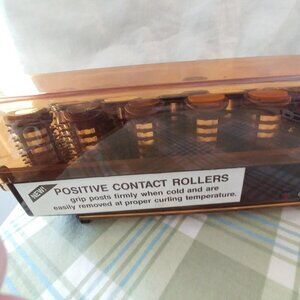 NEW!
POSITIVE CONTACT ROLLERS
grip posts firmly when cold and are
easily removed at proper curling temperature.